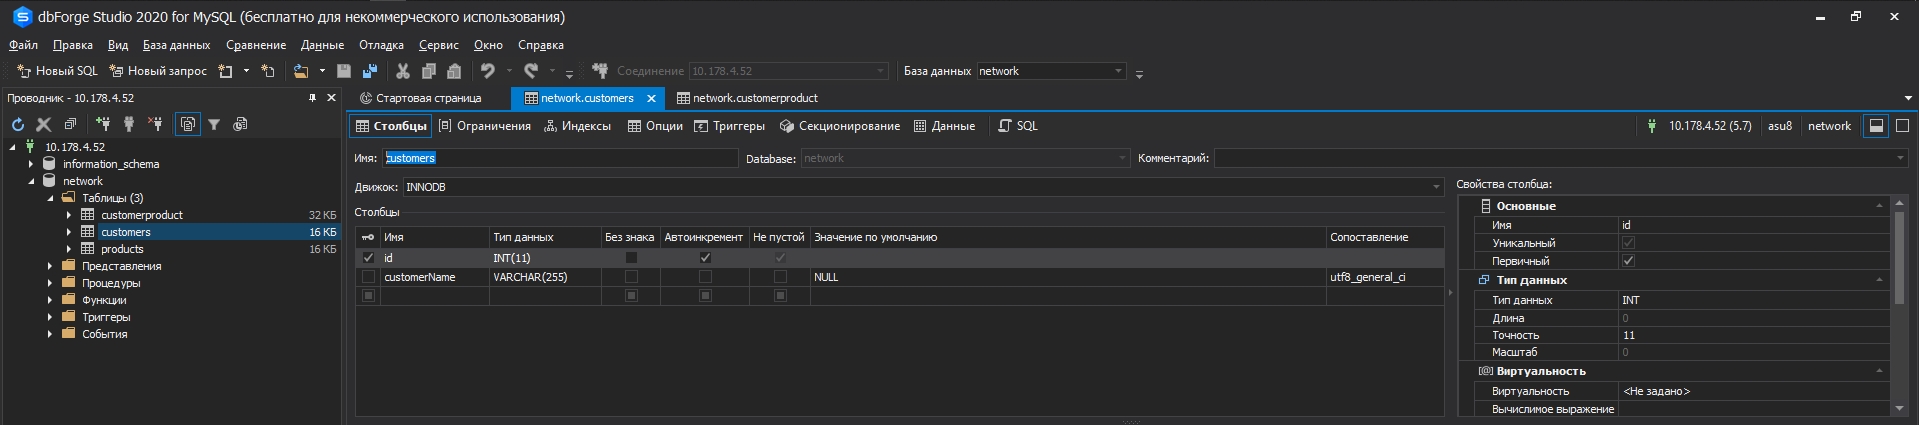 dbForge Studio 2020 for MySQL (бесплатно для некоммерческого использования)
Файл Правка Вид База данных Сравнение Данные Отладка Сервис Окно Справка
Новый SQL Новый запрос Соединение 10.178.4.52 База данных network
Проводник - 10.178.4.52
Стартовая страница network.customers network.customerproduct
Столбцы Ограничения Индексы Опции Триггеры Секционирование Данные SQL 10.178.4.52 (5.7) asu8 network
10.178.4.52
information_schema
network
Таблицы (3)
customerproduct 32 КБ
customers 16 КБ
products 16 КБ
Представления
Процедуры
Функции
Триггеры
События
Имя: customers Database: network Комментарий:
Движок: INNODB
Столбцы
Имя Тип данных Без знака Автоинкремент Не пустой Значение по умолчанию Сопоставление
id INT(11)
customerName VARCHAR(255) NULL utf8_general_ci
Свойства столбца:
Основные
Имя id
Уникальный
Первичный
Тип данных
Тип данных INT
Длина 0
Точность 11
Масштаб 0
Виртуальность
Виртуальность <Не задано>
Вычислимое выражение